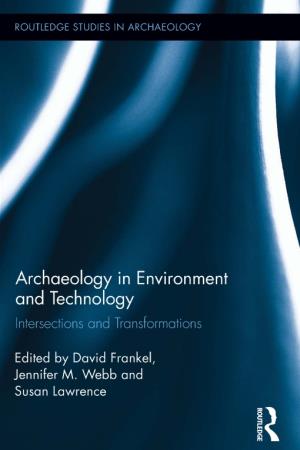 ROUTLEDGE STUDIES IN ARCHAEOLOGY
Archaeology in Environment
and Technology
Intersections and Transformations
Edited by David Frankel,
Jennifer M. Webb and
Susan Lawrence
Routledge